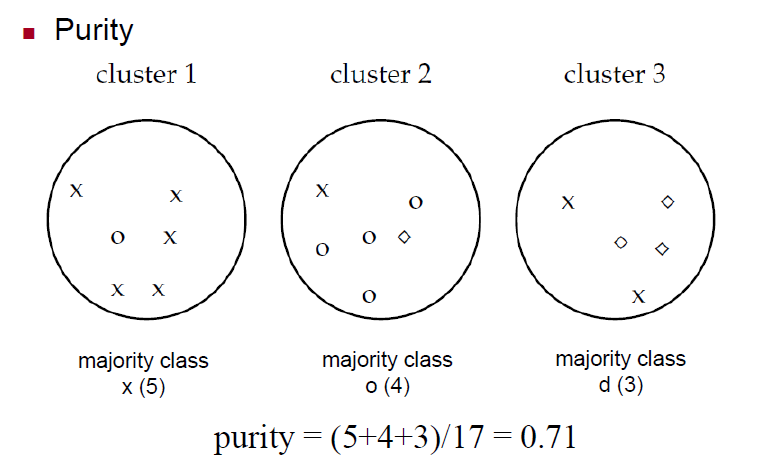 Purity
cluster 1 cluster 2 cluster 3
x x x o x ◇
o x o o ◇ ◇ ◇
x x o x
majority class majority class majority class
x (5) o (4) d (3)
purity = (5+4+3)/17 = 0.71